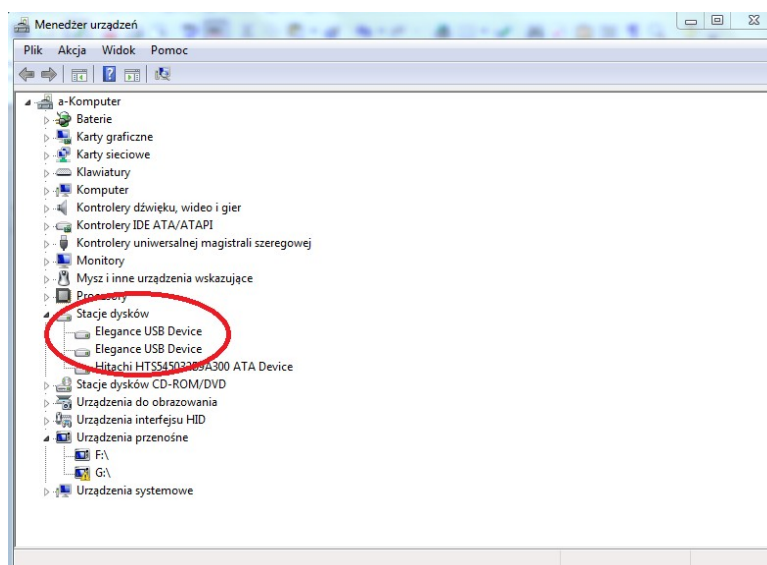 Menedżer urządzeń
Plik Akcja Widok Pomoc
a-Komputer
Baterie
Karty graficzne
Karty sieciowe
Klawiatury
Komputer
Kontrolery dźwięku, wideo i gier
Kontrolery IDE ATA/ATAPI
Kontrolery uniwersalnej magistrali szeregowej
Monitory
Mysz i inne urządzenia wskazujące
Procesory
Stacje dysków
Elegance USB Device
Elegance USB Device
Hitachi ATA Device
Stacje dysków CD-ROM/DVD
Urządzenia do obrazowania
Urządzenia interfejsu HID
Urządzenia przenośne
F:\
G:\
Urządzenia systemowe